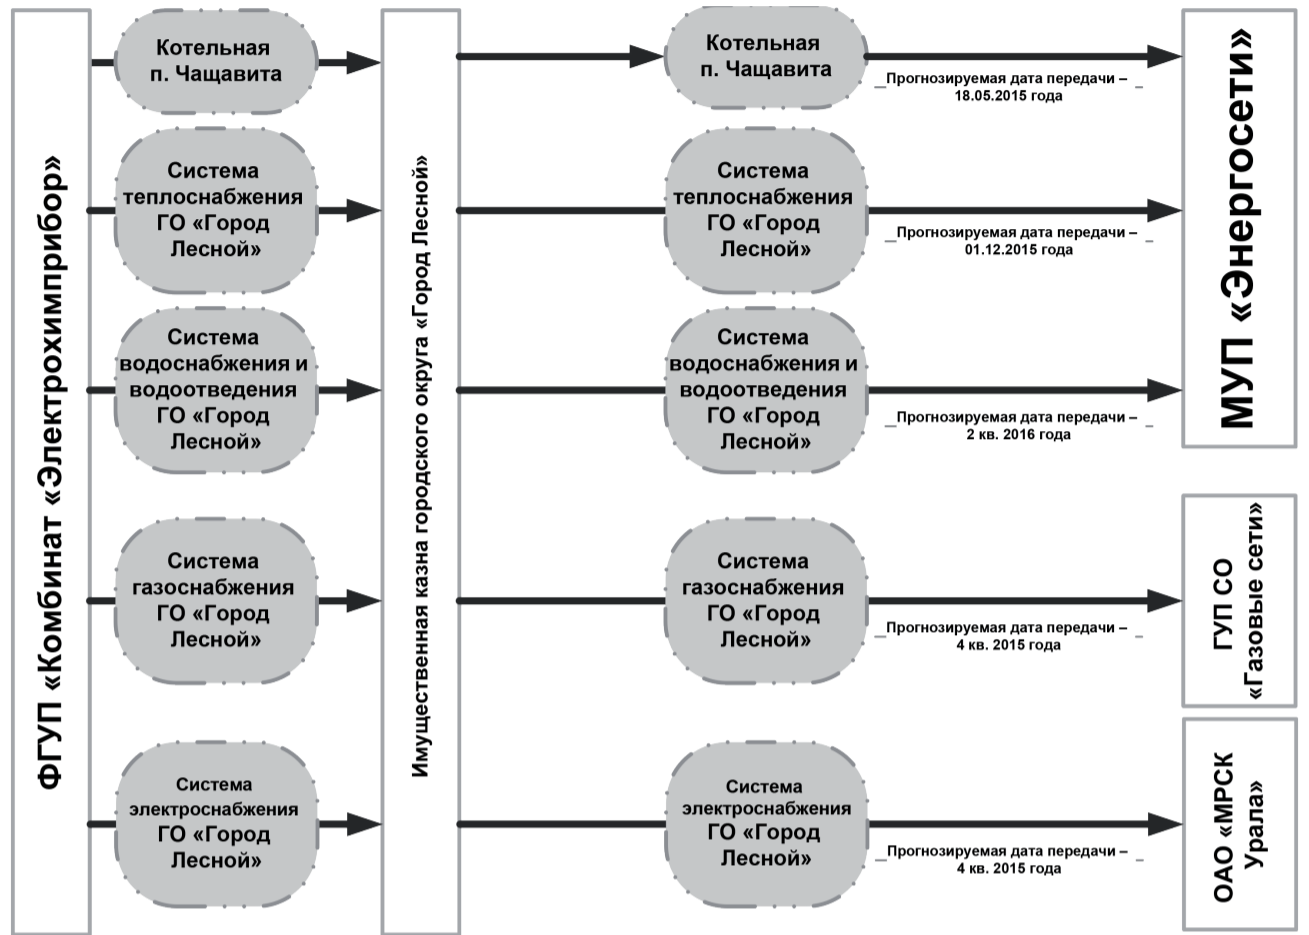 ФГУП «Комбинат «Электрохимприбор»
Котельная
п. Чащавита
Система
теплоснабжения
ГО «Город
Лесной»
Система
водоснабжения и
водоотведения
ГО «Город
Лесной»
Система
газоснабжения
ГО «Город
Лесной»
Система
электроснабжения
ГО «Город
Лесной»
Имущественная казна городского округа «Город Лесной»
Котельная
п. Чащавита
Прогнозируемая дата передачи –
18.05.2015 года
Система
теплоснабжения
ГО «Город
Лесной»
Прогнозируемая дата передачи –
01.12.2015 года
Система
водоснабжения и
водоотведения
ГО «Город
Лесной»
Прогнозируемая дата передачи –
2 кв. 2016 года
Система
газоснабжения
ГО «Город
Лесной»
Прогнозируемая дата передачи –
4 кв. 2015 года
Система
электроснабжения
ГО «Город
Лесной»
Прогнозируемая дата передачи –
4 кв. 2015 года
МУП «Энергосети»
ГУП СО
«Газовые сети»
ОАО «МРСК
Урала»